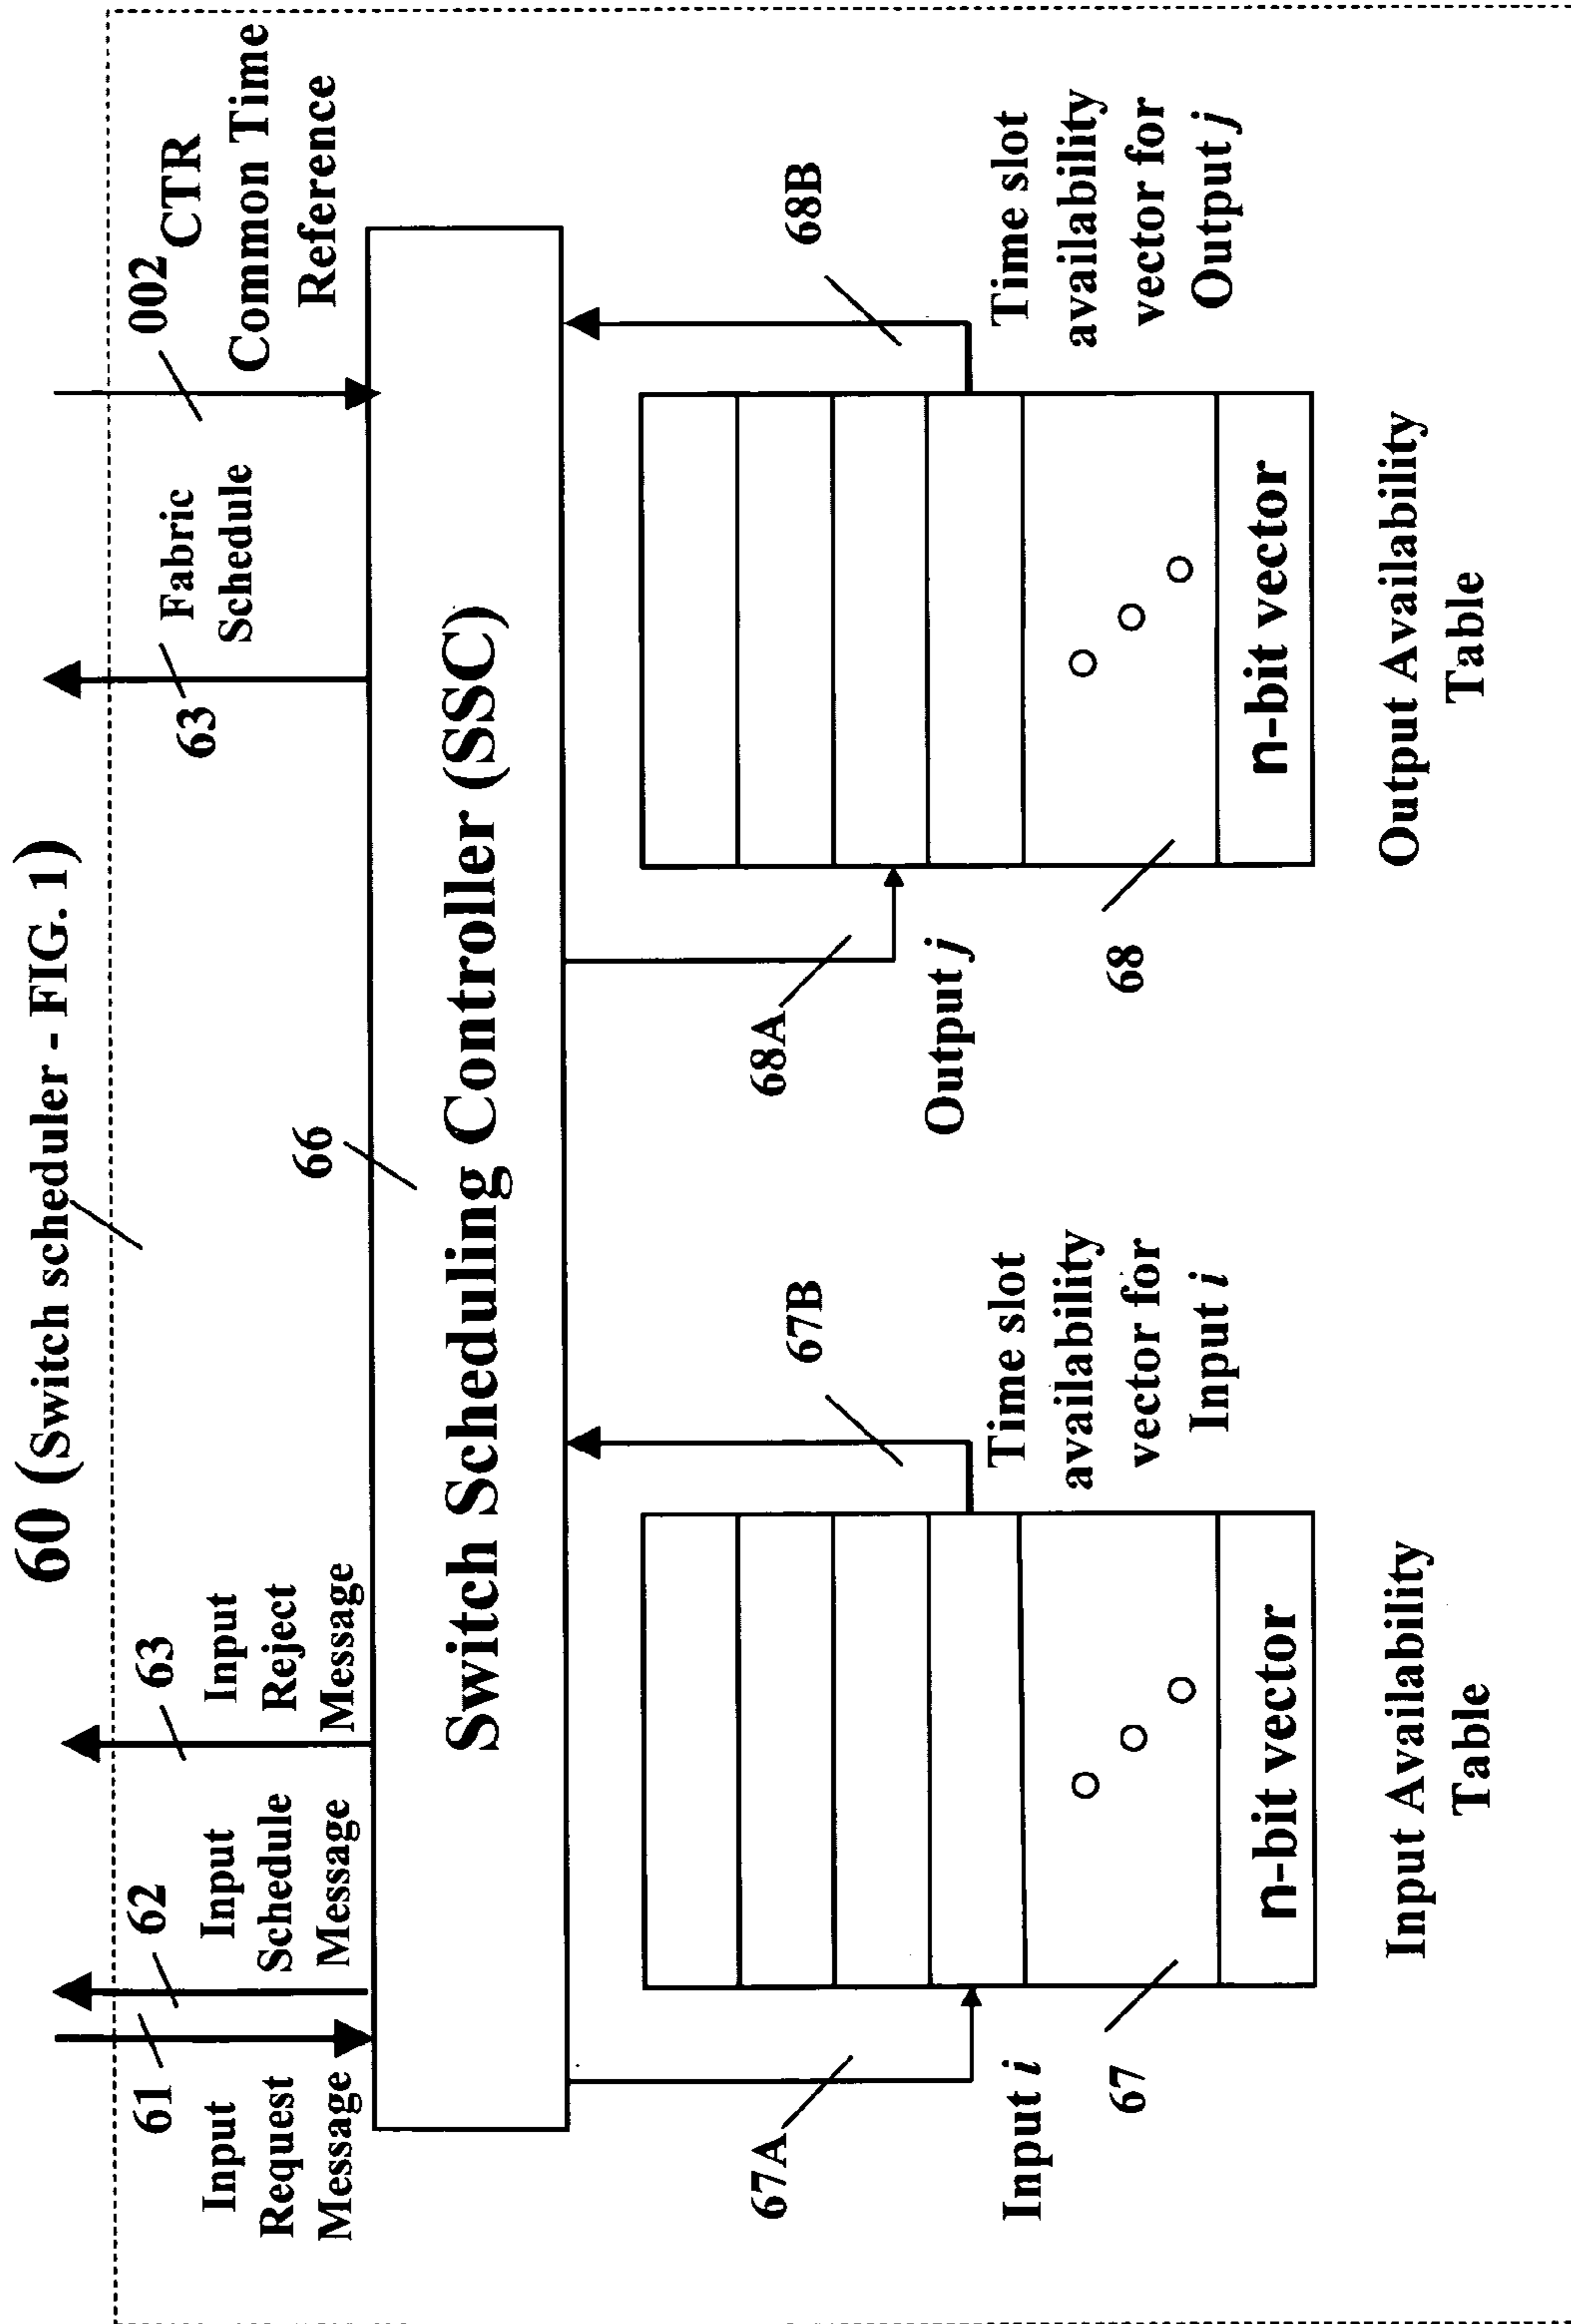 60 (Switch scheduler - FIG. 1)
61
Input
Request
Message
62
Input
Schedule
Message
63
Input
Reject
Message
63
Fabric
Schedule
002
CTR
Common Time
Reference
66
Switch Scheduling Controller (SSC)
67A
Input i
67
n-bit vector
67B
Time slot
availability
vector for
Input i
Input Availability
Table
68A
Output j
68
n-bit vector
68B
Time slot
availability
vector for
Output j
Output Availability
Table